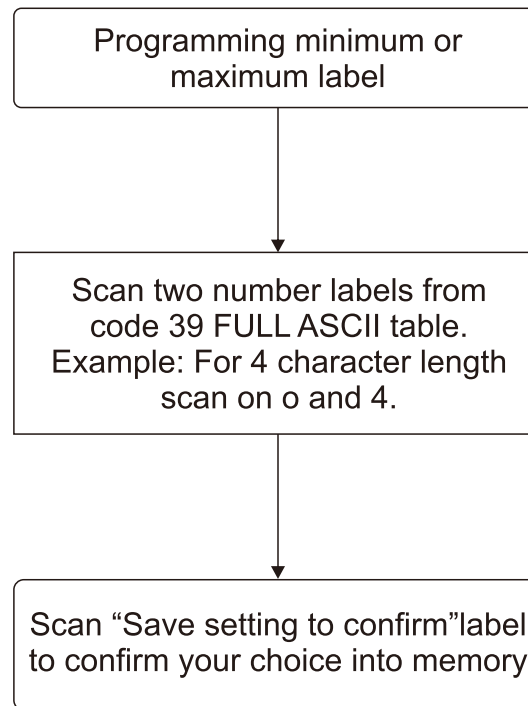 Programming minimum or
maximum label
Scan two number labels from
code 39 FULL ASCII table.
Example: For 4 character length
scan on o and 4.
Scan “Save setting to confirm”label
to confirm your choice into memory